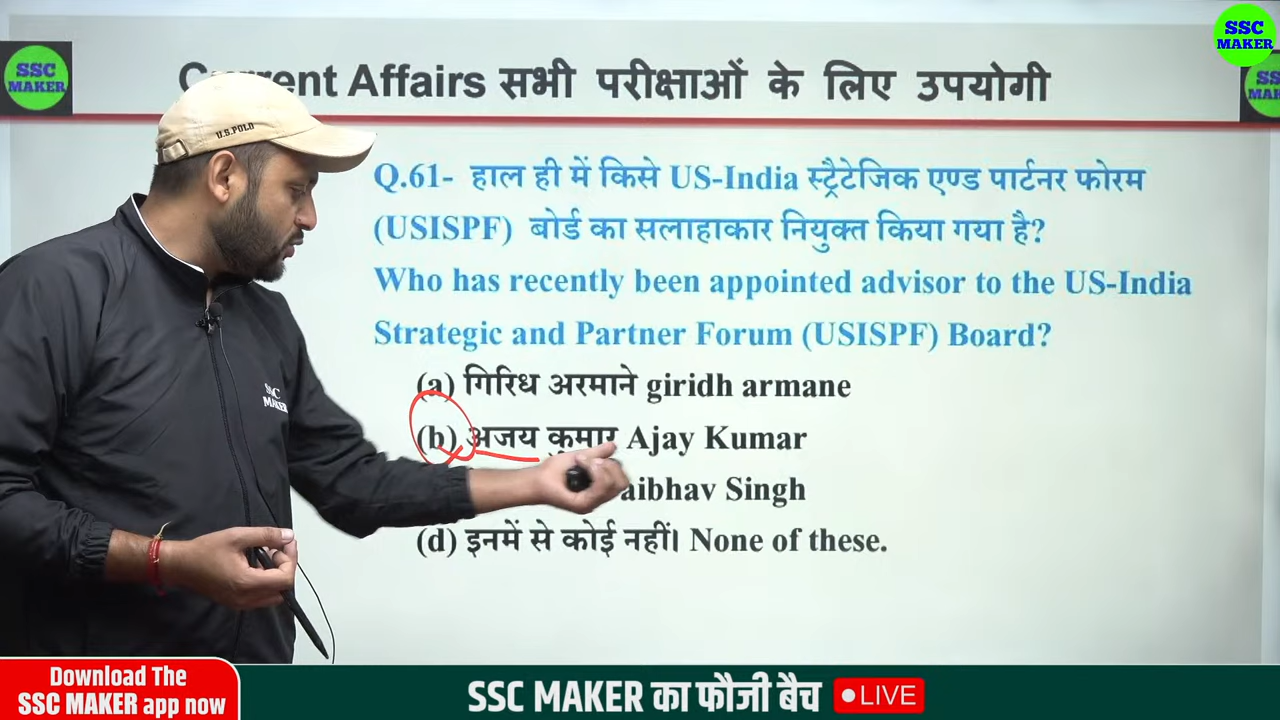 SSC
MAKER
SSC
MAKER
Affairs सभी परीक्षाओं के लिए उपयोगी
U.S.POLO
Q.61- हाल ही में किसे US-India स्ट्रैटेजिक एण्ड पार्टनर फोरम
(USISPF) बोर्ड का सलाहाकार नियुक्त किया गया है?
Who has recently been appointed advisor to the US-India
Strategic and Partner Forum (USISPF) Board?
(a) गिरिध अरमाने giridh armane
(b) अजय कुमार Ajay Kumar
Singh
(d) इनमें से कोई नहीं। None of these.
SSC
MAKER
Download The
SSC MAKER app now
SSC MAKER का फौजी बैच LIVE